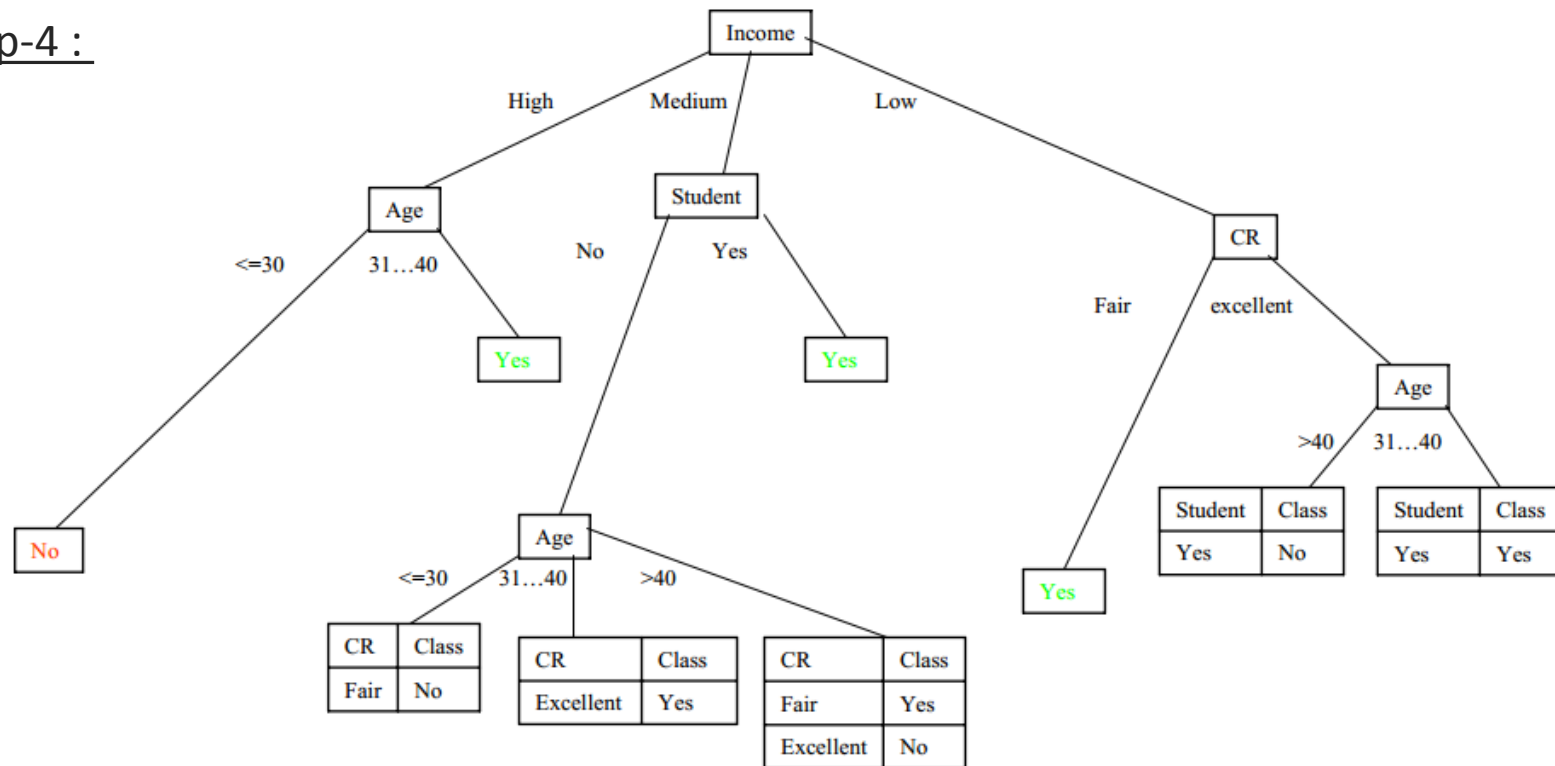 p-4 :
Income
High Medium Low
Age
Student
CR
<=30 31...40
No Yes
Fair excellent
Yes
Yes
Age
>40 31...40
Student Class
Yes No
Student Class
Yes Yes
No
Age
<=30 31...40 >40
Yes
CR Class
Fair No
CR Class
Excellent Yes
CR Class
Fair Yes
Excellent No